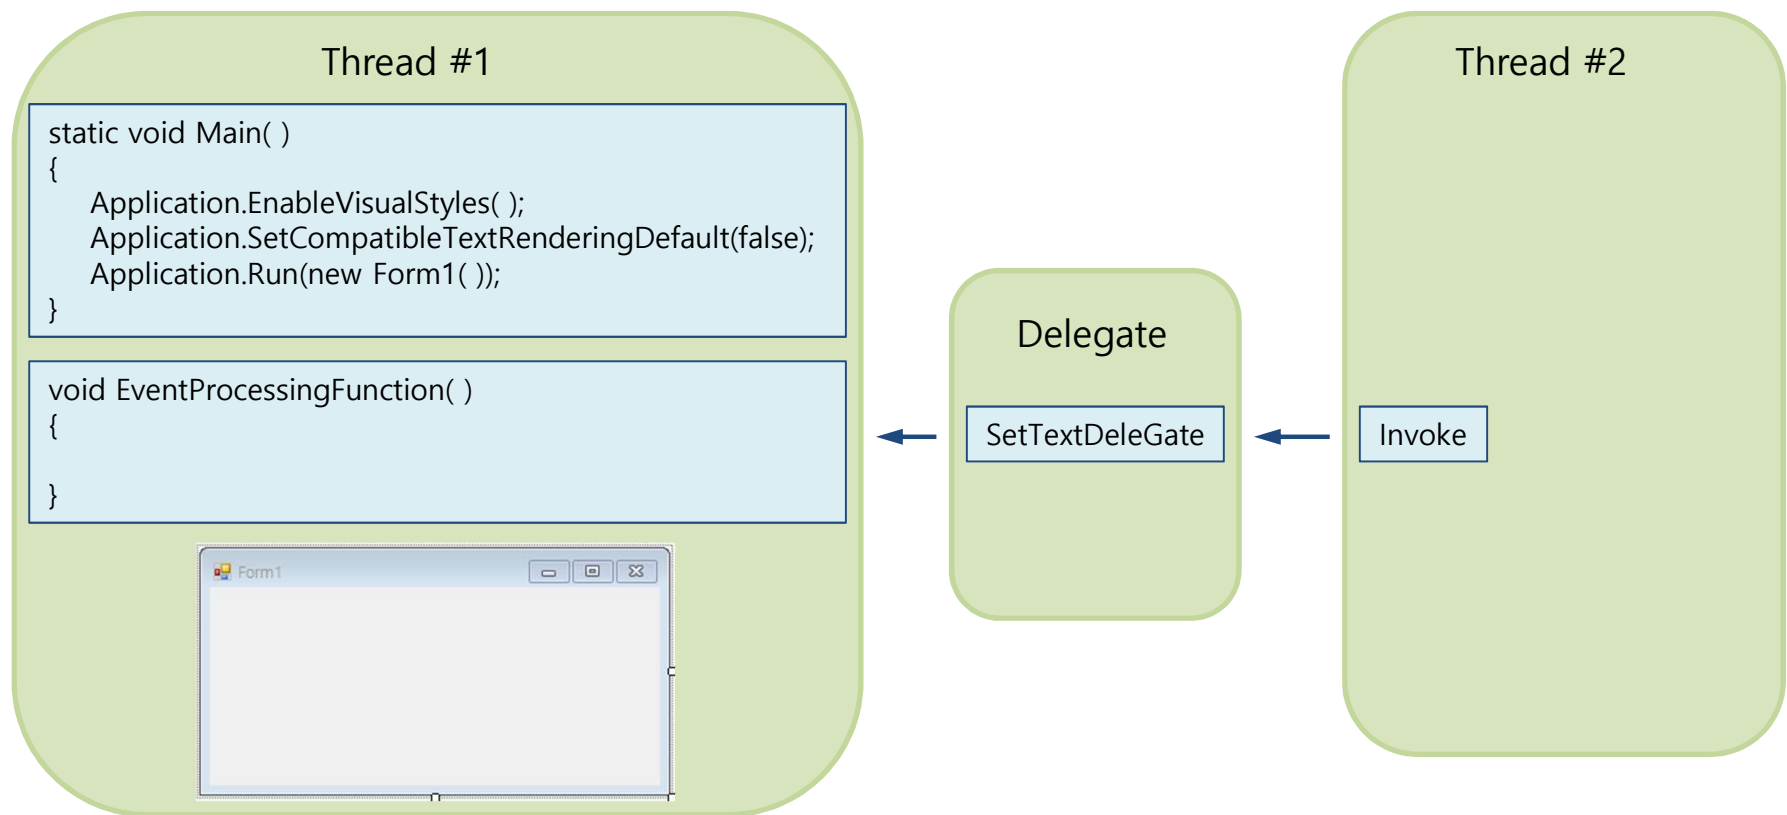 Thread #1
static void Main( )
{
Application.EnableVisualStyles( );
Application.SetCompatibleTextRenderingDefault(false);
Application.Run(new Form1( ));
}
void EventProcessingFunction( )
{
}
Form1
Delegate
SetTextDeleGate
Thread #2
Invoke